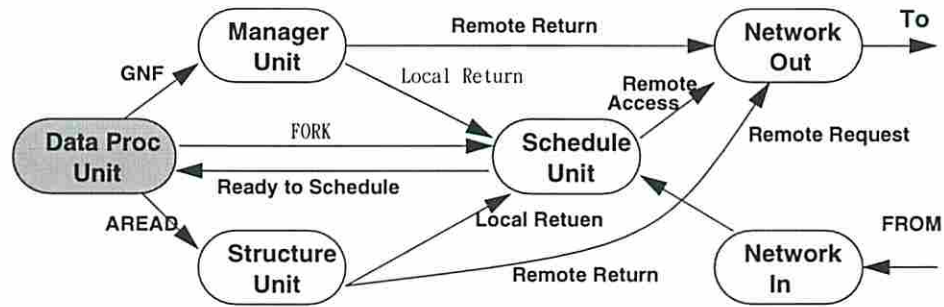 Manager
Unit
Remote Return
Network
Out
To
GNF
Local Return
Remote
Access
Data Proc
Unit
FORK
Schedule
Unit
Remote Request
Ready to Schedule
AREAD
Local Retuen
FROM
Structure
Unit
Remote Return
Network
In